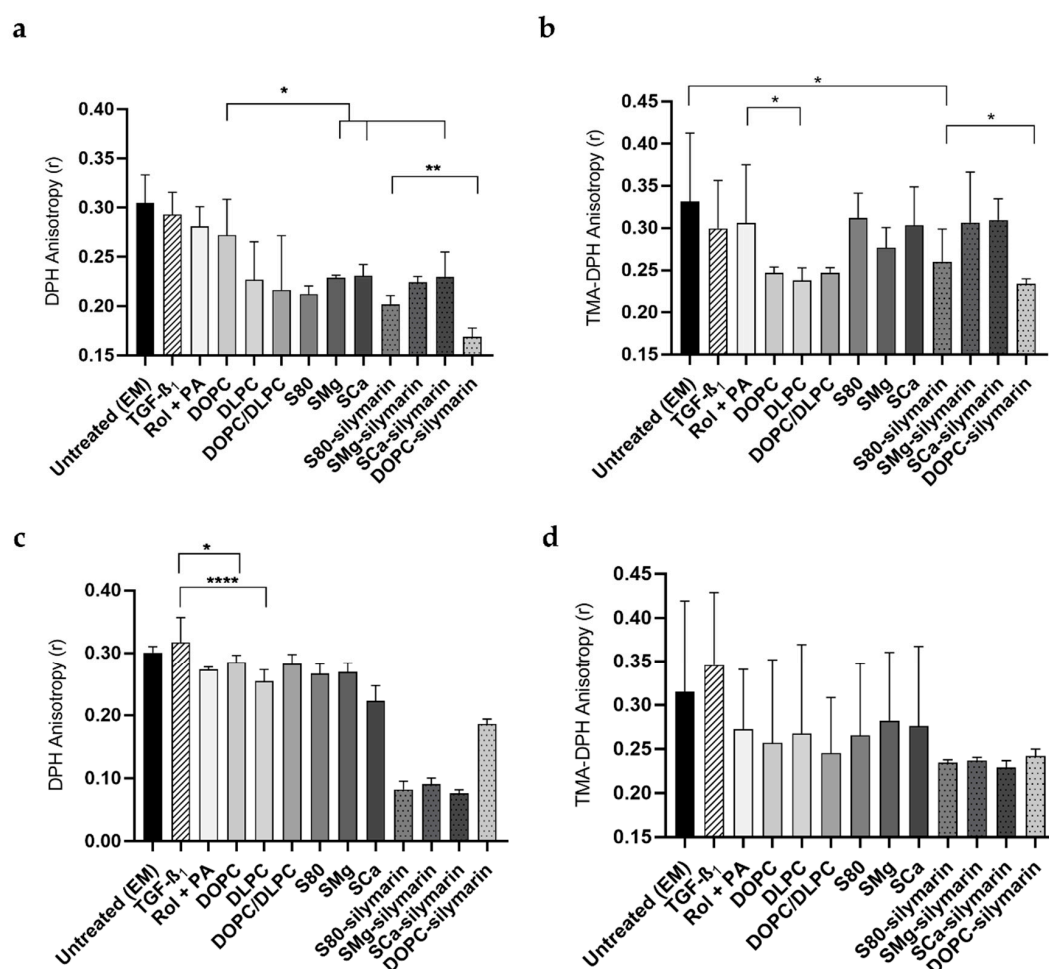 a
*
**
DPH Anisotropy (r)
0.40
0.35
0.30
0.25
0.20
0.15
Untreated (EM)
TGF-ß₁
Rol + PA
DOPC
DLPC
DOPC/DLPC
S80
SMg
SCa
S80-silymarin
SMg-silymarin
SCa-silymarin
DOPC-silymarin
b
*
*
*
TMA-DPH Anisotropy (r)
0.45
0.40
0.35
0.30
0.25
0.20
0.15
Untreated (EM)
TGF-ß₁
Rol + PA
DOPC
DLPC
DOPC/DLPC
S80
SMg
SCa
S80-silymarin
SMg-silymarin
SCa-silymarin
DOPC-silymarin
c
*
****
DPH Anisotropy (r)
0.40
0.30
0.20
0.10
0.00
Untreated (EM)
TGF-ß₁
Rol + PA
DOPC
DLPC
DOPC/DLPC
S80
SMg
SCa
S80-silymarin
SMg-silymarin
SCa-silymarin
DOPC-silymarin
d
TMA-DPH Anisotropy (r)
0.45
0.40
0.35
0.30
0.25
0.20
0.15
Untreated (EM)
TGF-ß₁
Rol + PA
DOPC
DLPC
DOPC/DLPC
S80
SMg
SCa
S80-silymarin
SMg-silymarin
SCa-silymarin
DOPC-silymarin